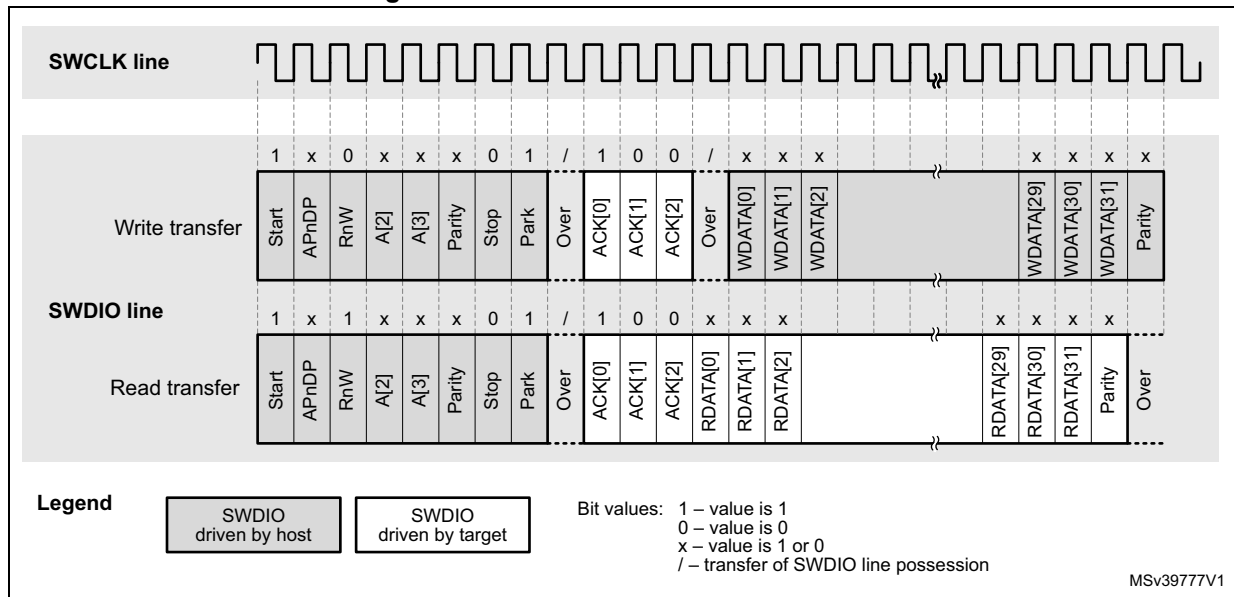 SWCLK line
1 x 0 x x x 0 1 / 1 0 0 / x x x x x x x
Write transfer
Start
APnDP
RnW
A[2]
A[3]
Parity
Stop
Park
Over
ACK[0]
ACK[1]
ACK[2]
Over
WDATA[0]
WDATA[1]
WDATA[2]
WDATA[29]
WDATA[30]
WDATA[31]
Parity
SWDIO line
1 x 1 x x x 0 1 / 1 0 0 x x x x x x x
Read transfer
Start
APnDP
RnW
A[2]
A[3]
Parity
Stop
Park
Over
ACK[0]
ACK[1]
ACK[2]
RDATA[0]
RDATA[1]
RDATA[2]
RDATA[29]
RDATA[30]
RDATA[31]
Parity
Over
Legend
SWDIO
driven by host
SWDIO
driven by target
Bit values: 1 – value is 1
0 – value is 0
x – value is 1 or 0
/ – transfer of SWDIO line possession
MSv39777V1